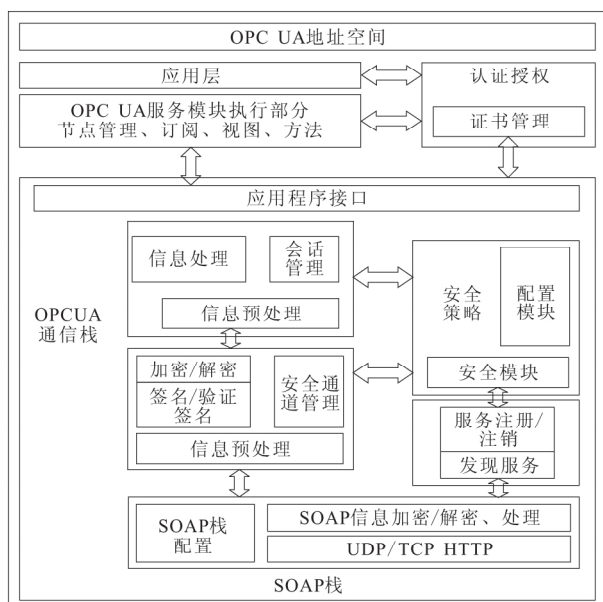 OPC UA地址空间
应用层
认证授权
OPC UA服务模块执行部分
节点管理、订阅、视图、方法
证书管理
应用程序接口
信息处理
会话
管理
信息预处理
安全
策略
配置
模块
安全模块
OPCUA
通信栈
加密/解密
签名/验证
签名
安全通
道管理
信息预处理
服务注册/
注销
发现服务
SOAP栈
配置
SOAP信息加密/解密、处理
UDP/TCP HTTP
SOAP栈